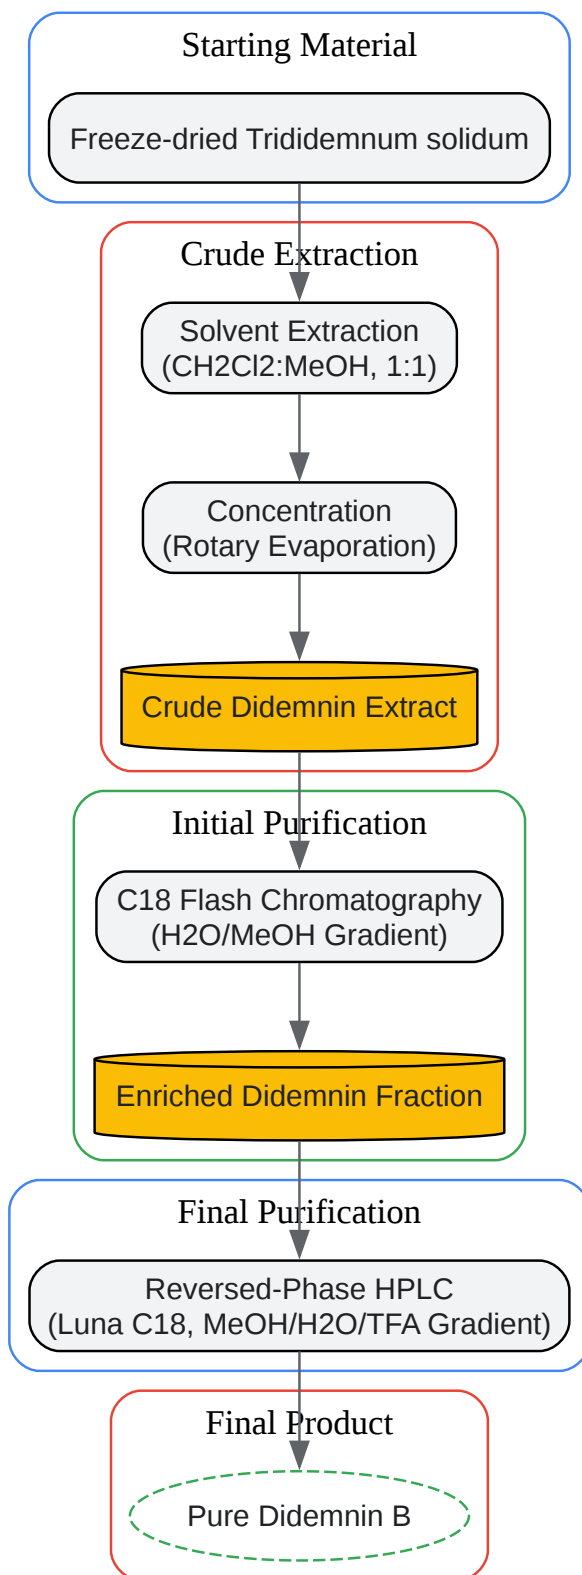 Starting Material
Freeze-dried Trididemnum solidum
Crude Extraction
Solvent Extraction
(CH2Cl2:MeOH, 1:1)
Concentration
(Rotary Evaporation)
Crude Didemnin Extract
Initial Purification
C18 Flash Chromatography
(H2O/MeOH Gradient)
Enriched Didemnin Fraction
Final Purification
Reversed-Phase HPLC
(Luna C18, MeOH/H2O/TFA Gradient)
Final Product
Pure Didemnin B